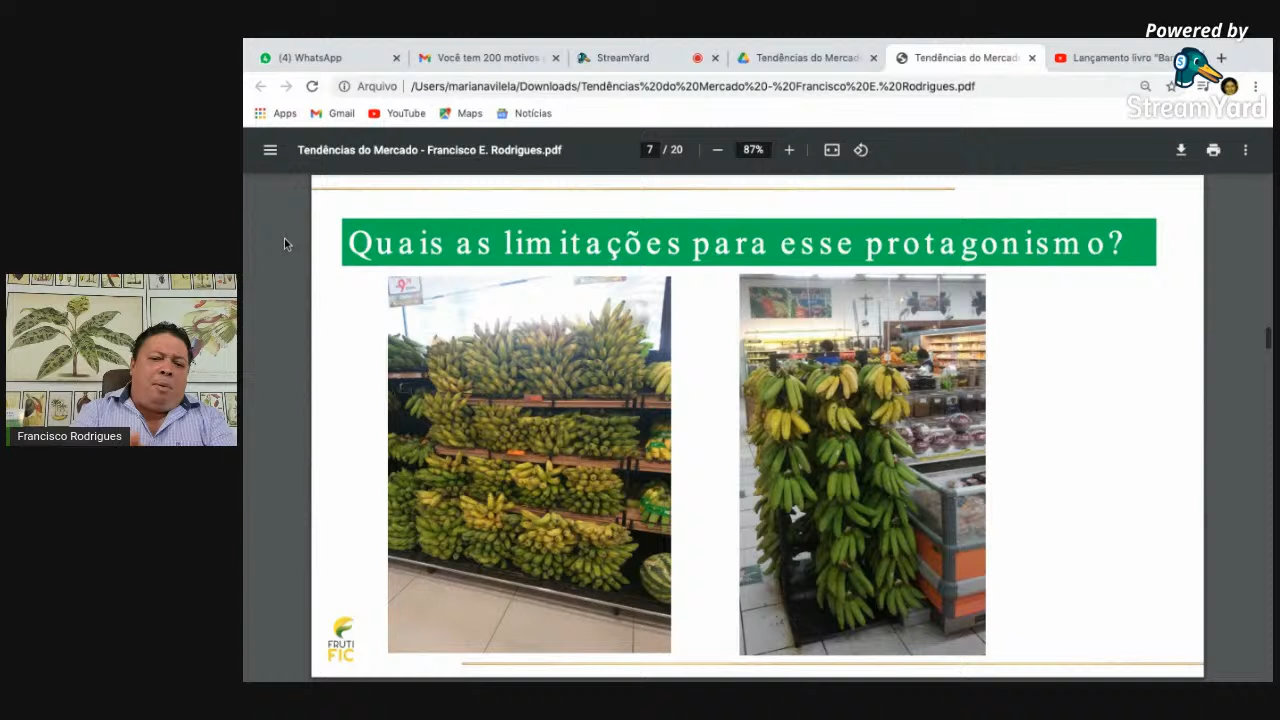 Powered by
StreamYard
(4) WhatsApp
Você tem 200 motivos
StreamYard
Tendências do Mercad
Tendências do Mercad
Lançamento livro "Ba
Arquivo
/Users/marianavilela/Downloads/Tendências%20do%20Mercado%20-%20Francisco%20E.%20Rodrigues.pdf
Apps
Gmail
YouTube
Maps
Notícias
Tendências do Mercado - Francisco E. Rodrigues.pdf
7 / 20
87%
Quais as limitações para esse protagonismo?
Francisco Rodrigues
FRUTI
FIC